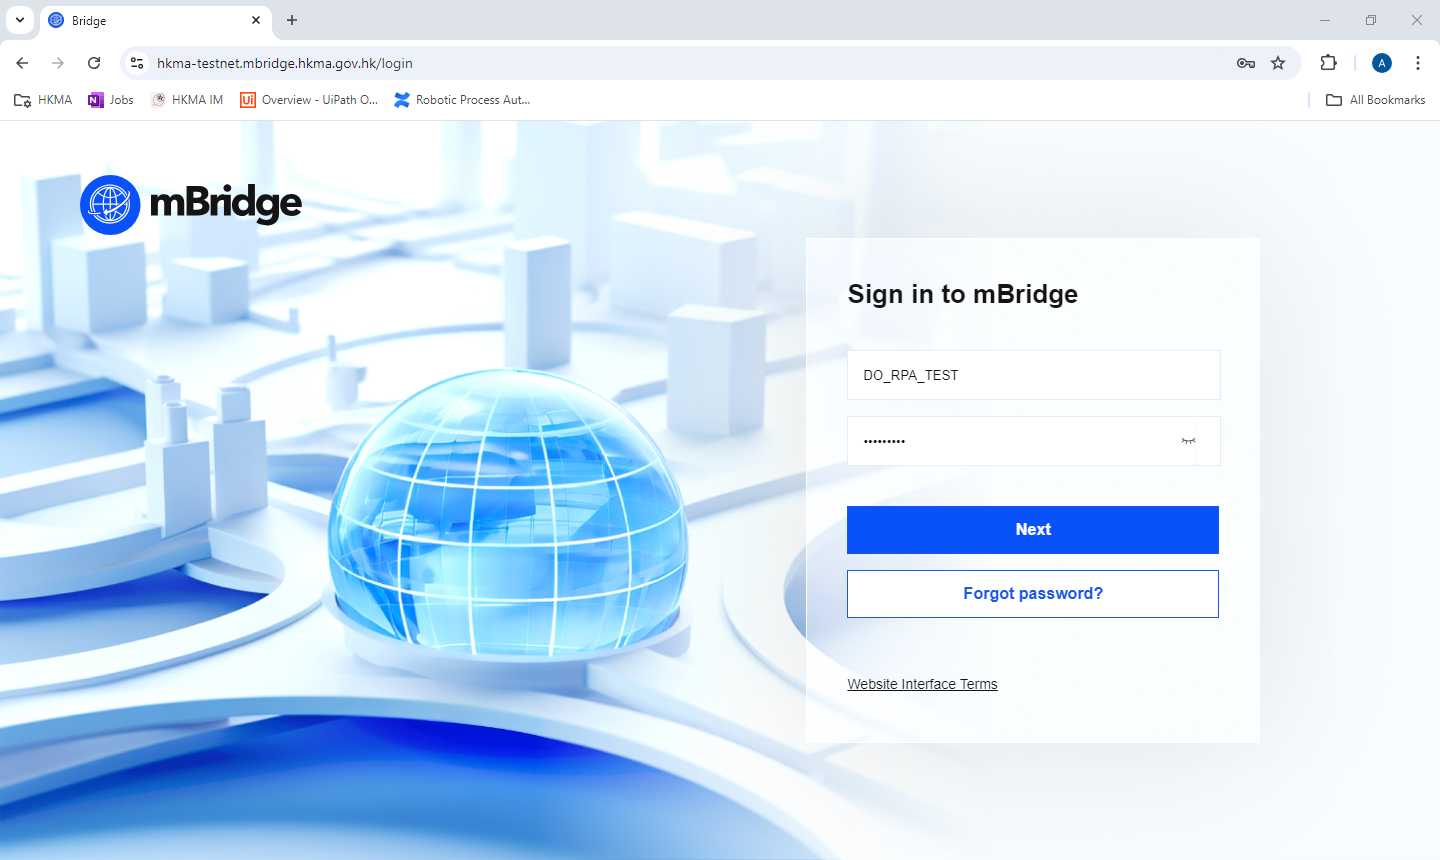 Bridge
hkma-testnet.mbridge.hkma.gov.hk/login
A
HKMA
Jobs
HKMA IM
Overview - UiPath O...
Robotic Process Aut...
All Bookmarks
mBridge
Sign in to mBridge
DO_RPA_TEST
•••••••••
Next
Forgot password?
Website Interface Terms